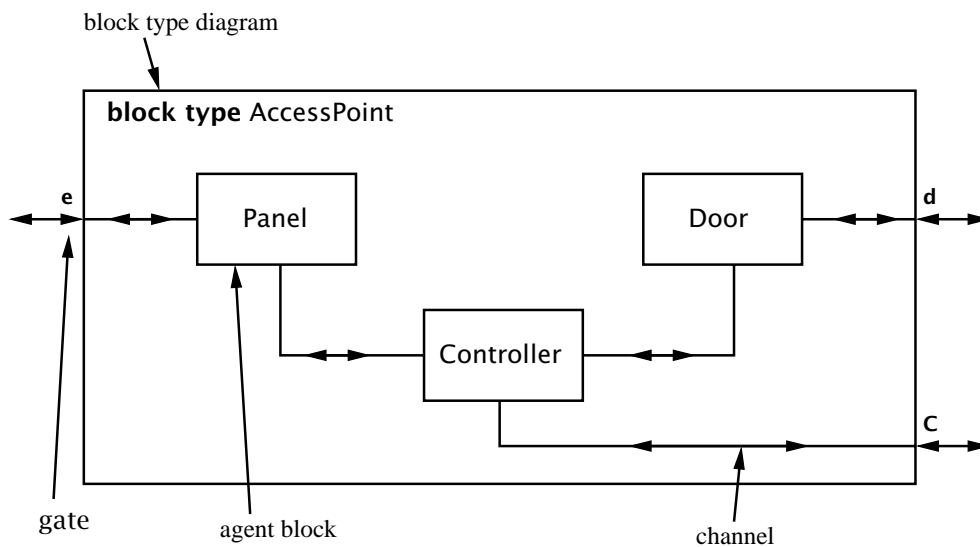 block type diagram
block type AccessPoint
e
d
Panel
Door
Controller
C
gate
agent block
channel